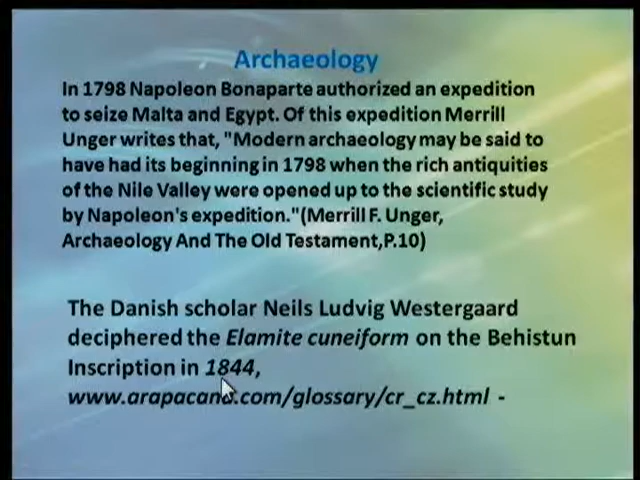 Archaeology
In 1798 Napoleon Bonaparte authorized an expedition
to seize Malta and Egypt. Of this expedition Merrill
Unger writes that, "Modern archaeology may be said to
have had its beginning in 1798 when the rich antiquities
of the Nile Valley were opened up to the scientific study
by Napoleon's expedition."(Merrill F. Unger,
Archaeology And The Old Testament,P.10)
The Danish scholar Neils Ludvig Westergaard
deciphered the Elamite cuneiform on the Behistun
Inscription in 1844,
www.arapacana.com/glossary/cr_cz.html -